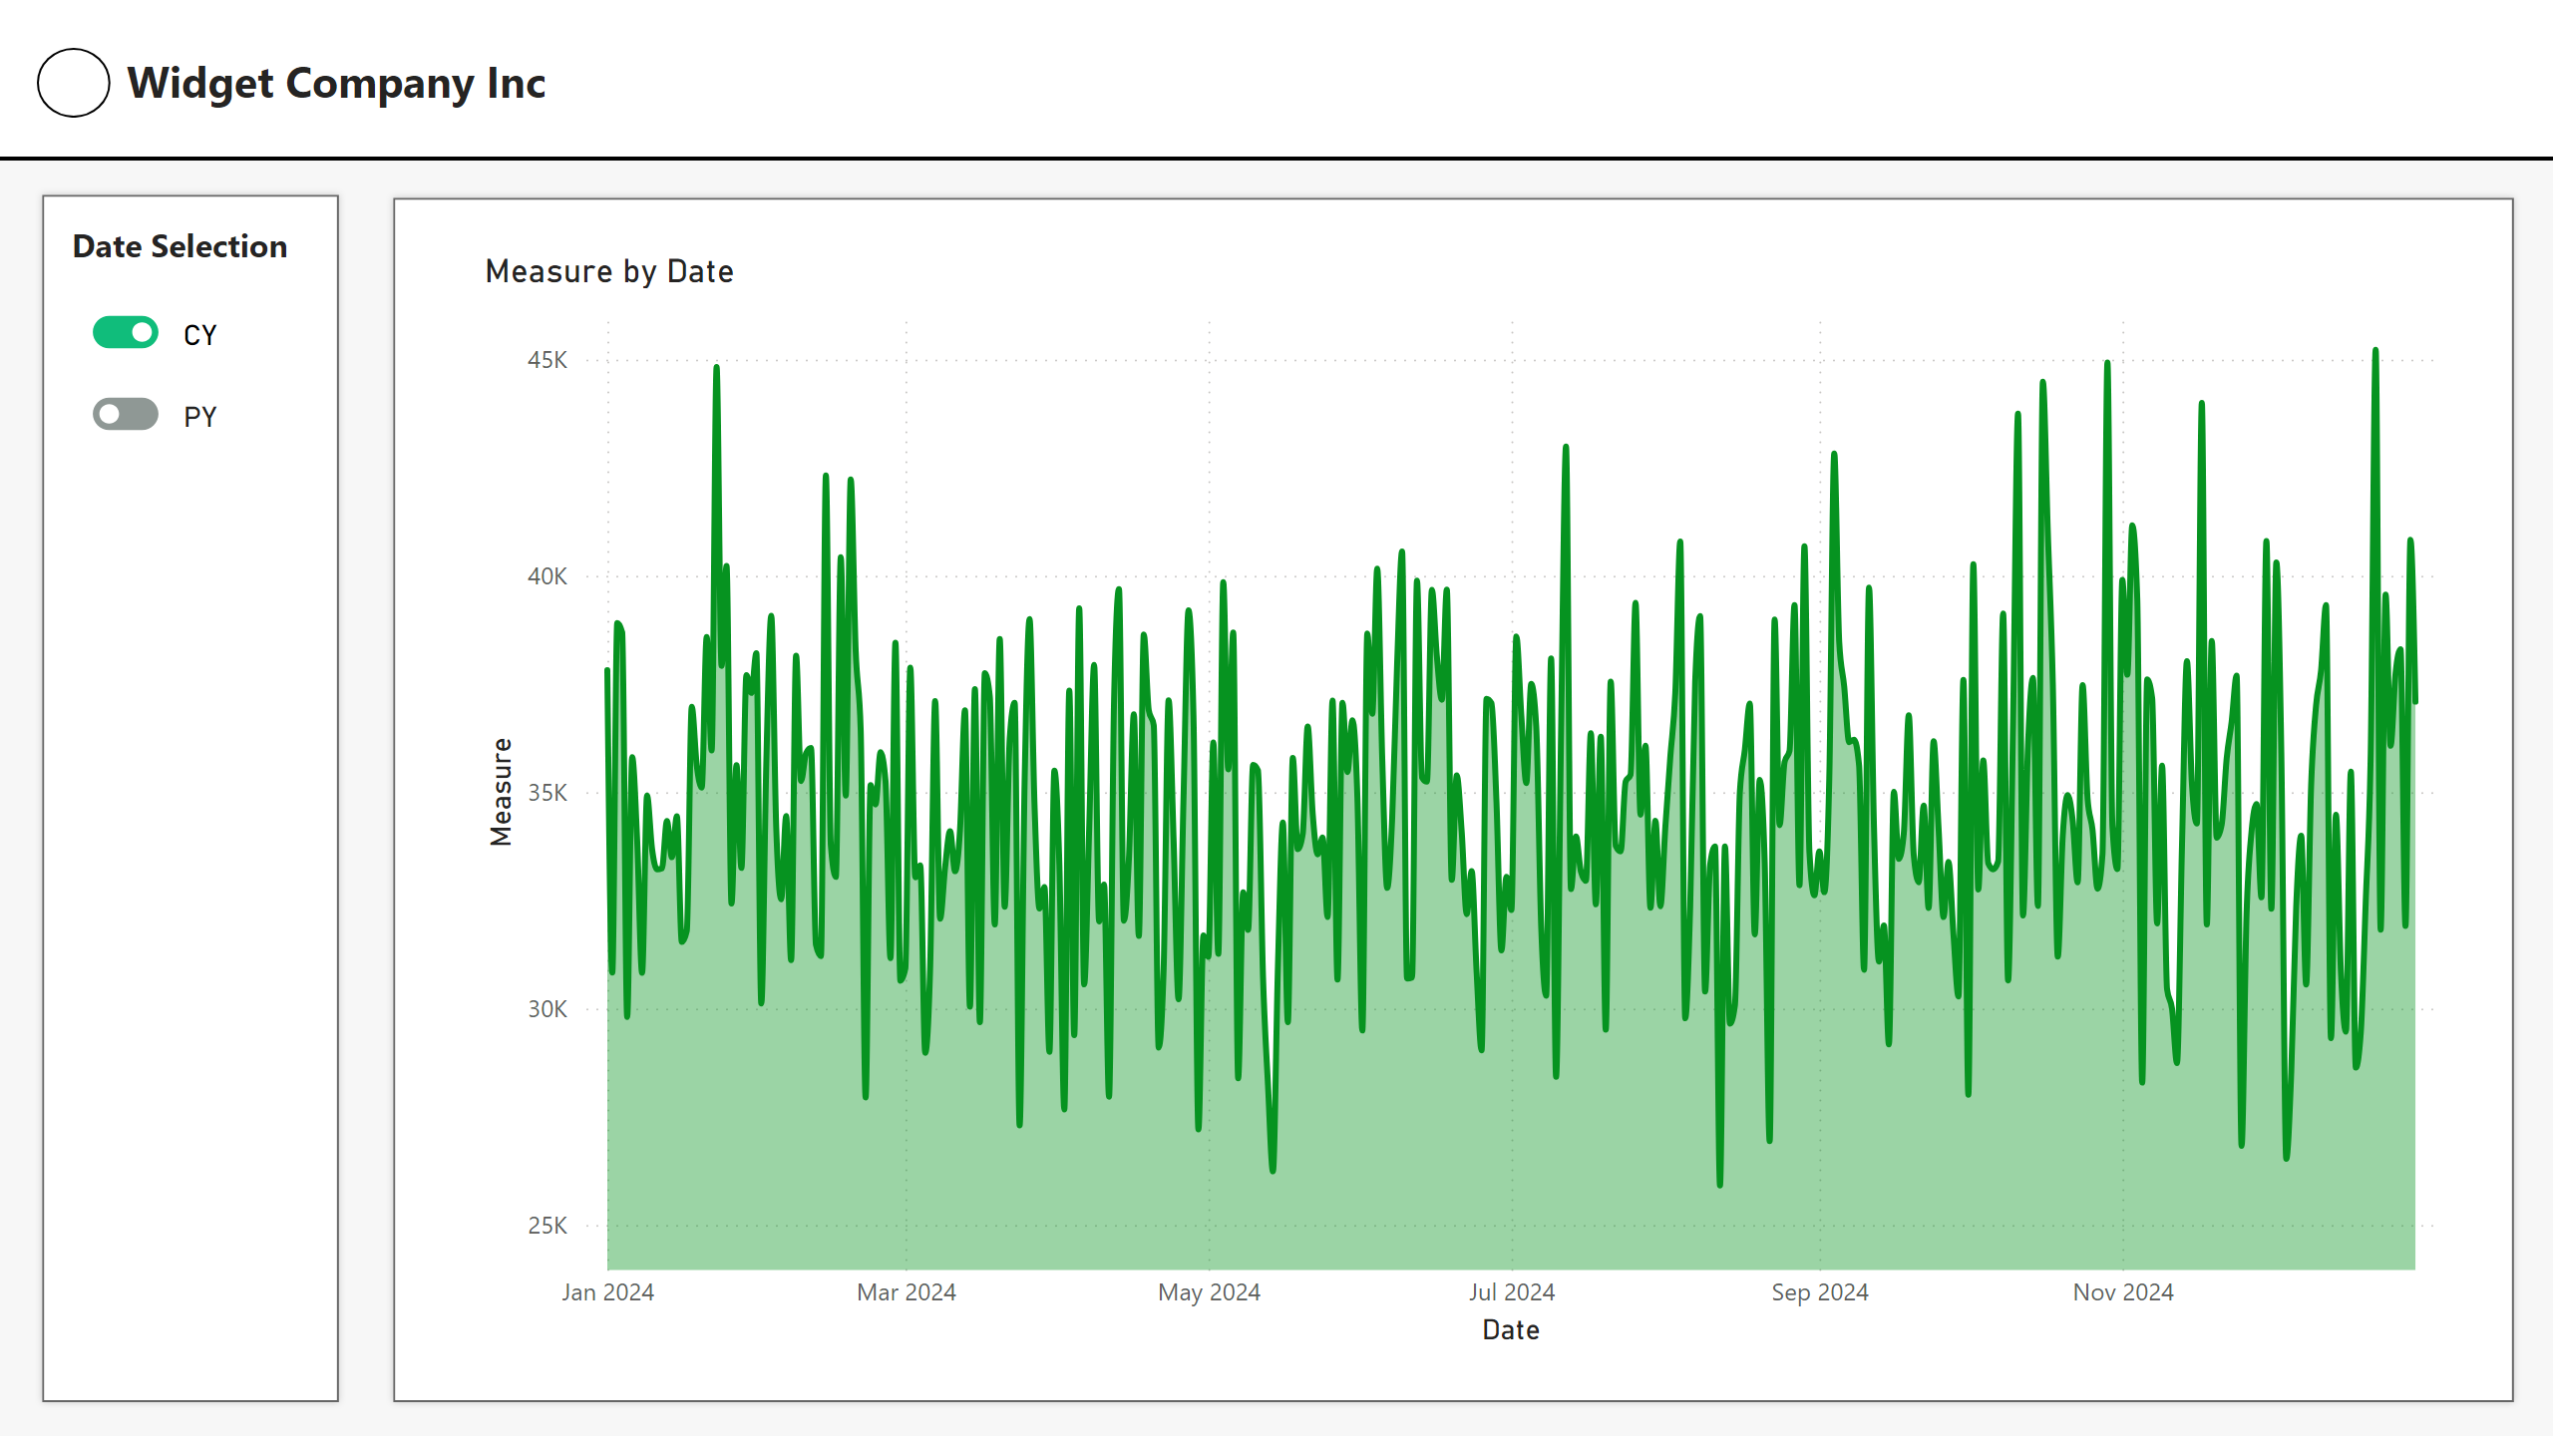 Widget Company Inc
Date Selection
CY
PY
Measure by Date
Measure
45K
40K
35K
30K
25K
Jan 2024 Mar 2024 May 2024 Jul 2024 Sep 2024 Nov 2024
Date